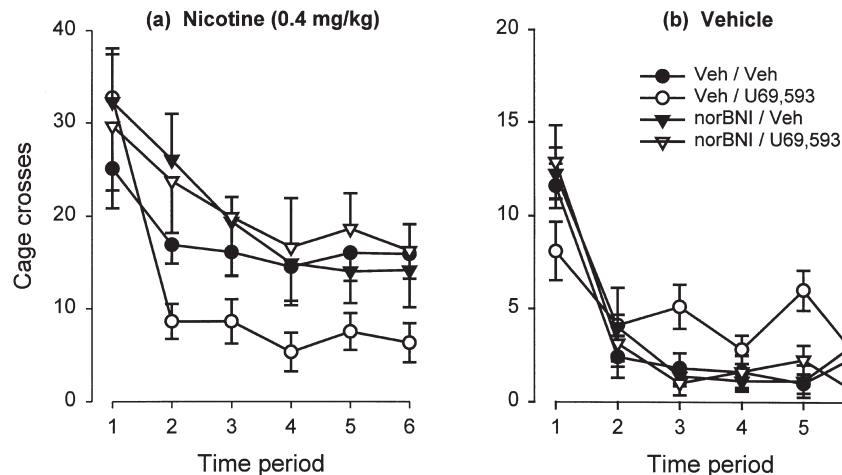 (a) Nicotine (0.4 mg/kg)
40
30
20
10
0
Cage crosses
1 2 3 4 5 6
Time period
(b) Vehicle
20
15
10
5
0
Veh / Veh
Veh / U69,593
norBNI / Veh
norBNI / U69,593
1 2 3 4 5
Time period